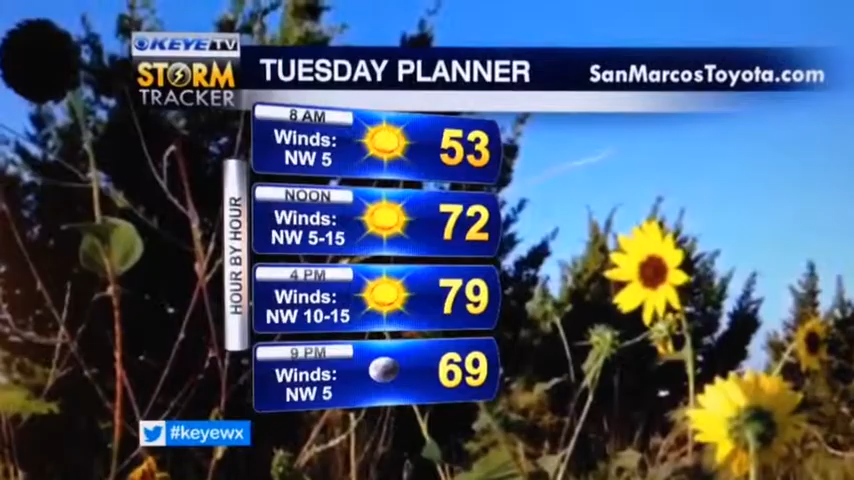 KEYE TV
STORM
TRACKER
TUESDAY PLANNER
SanMarcosToyota.com
HOUR BY HOUR
8 AM
Winds:
NW 5
53
NOON
Winds:
NW 5-15
72
4 PM
Winds:
NW 10-15
79
9 PM
Winds:
NW 5
69
#keyewx